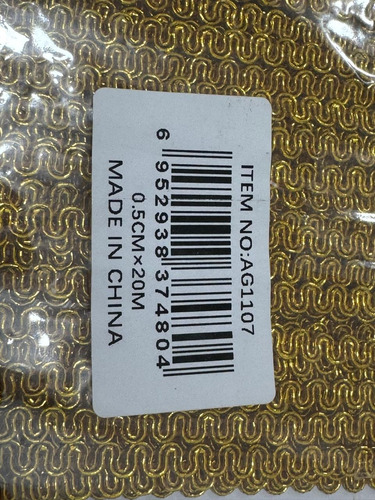 ITEM NO:AG1107
6 952938 374804
0.5CM×20M
MADE IN CHINA